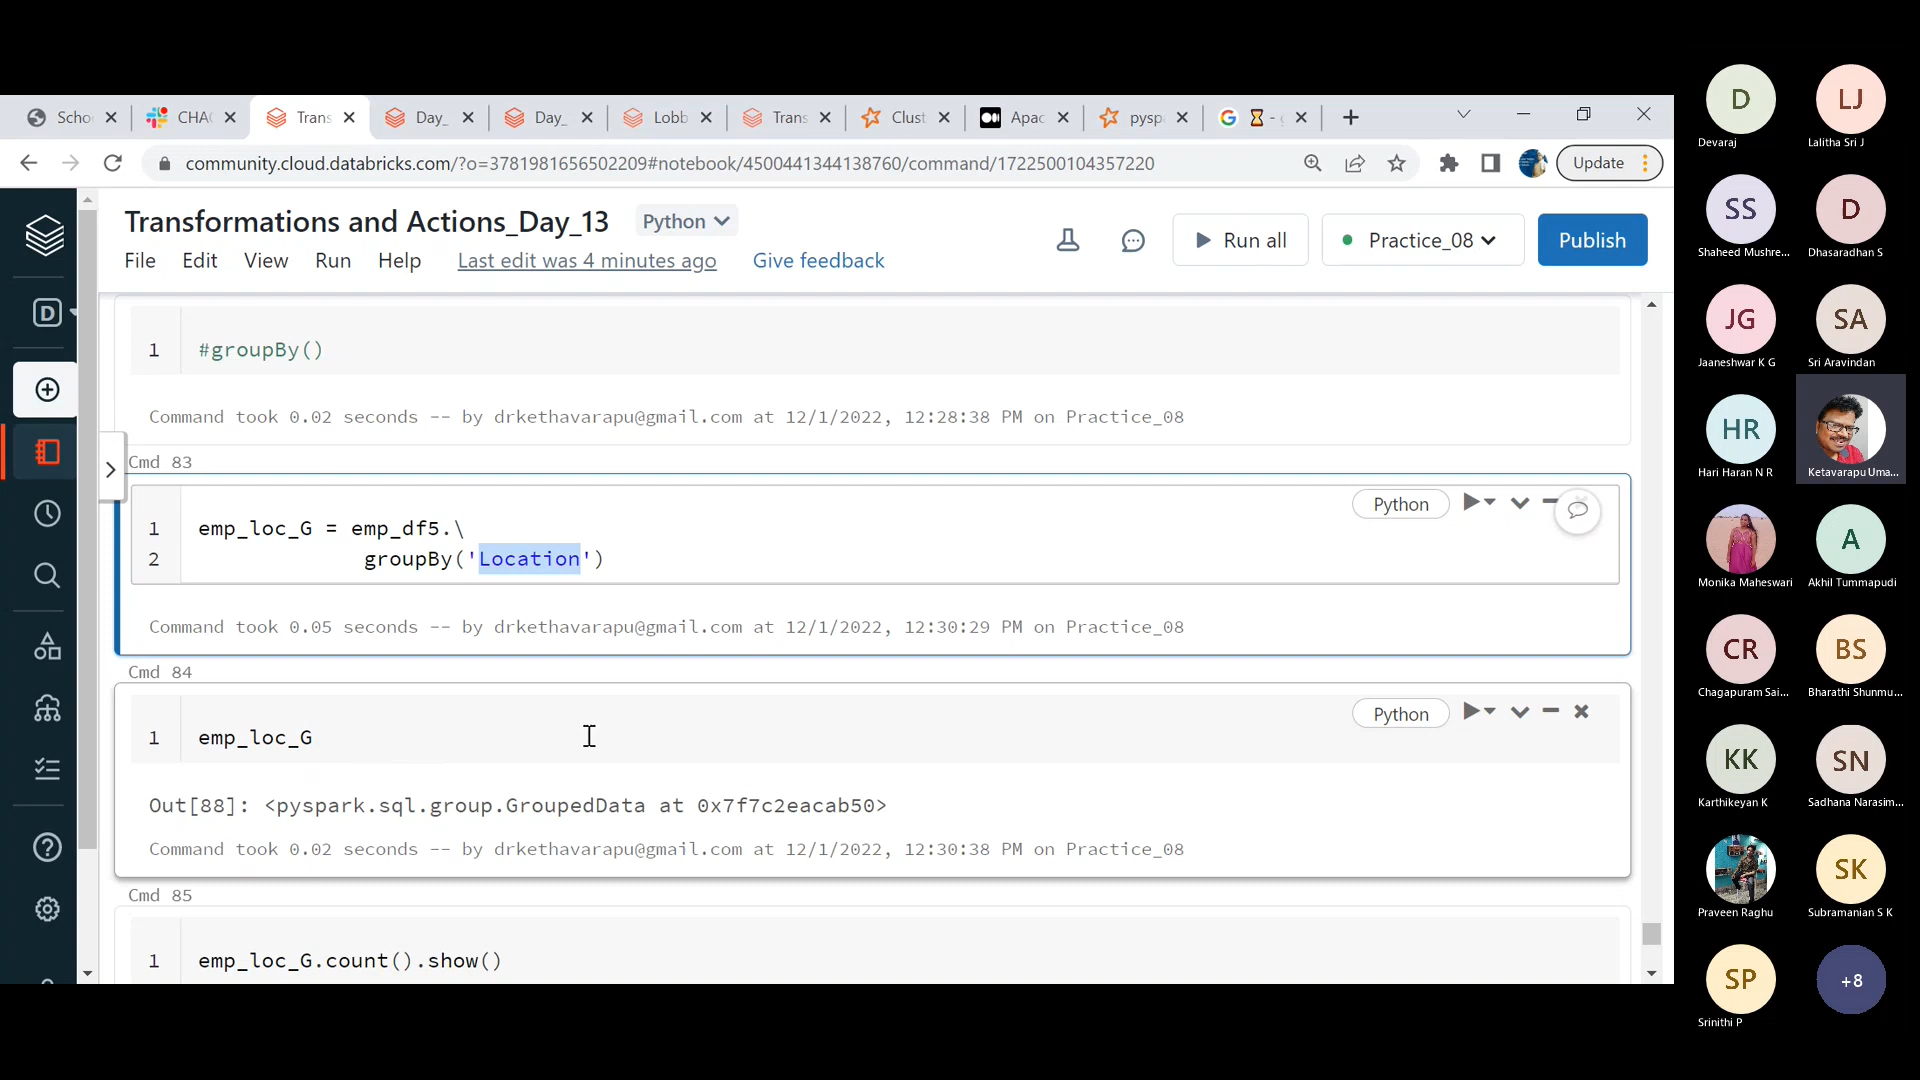 Scho
CHA
Trans
Day_
Day_
Lobb
Trans
Clust
Apac
pysp
community.cloud.databricks.com/?o=3781981656502209#notebook/4500441344138760/command/1722500104357220
Update
Transformations and Actions_Day_13
Python
File Edit View Run Help
Last edit was 4 minutes ago
Give feedback
Run all
Practice_08
Publish
D
1 #groupBy()
Command took 0.02 seconds -- by drkethavarapu@gmail.com at 12/1/2022, 12:28:38 PM on Practice_08
Cmd 83
Python
1 emp_loc_G = emp_df5.\
2 groupBy('Location')
Command took 0.05 seconds -- by drkethavarapu@gmail.com at 12/1/2022, 12:30:29 PM on Practice_08
Cmd 84
Python
1 emp_loc_G
Out[88]: <pyspark.sql.group.GroupedData at 0x7f7c2eacab50>
Command took 0.02 seconds -- by drkethavarapu@gmail.com at 12/1/2022, 12:30:38 PM on Practice_08
Cmd 85
1 emp_loc_G.count().show()
D
Devaraj
LJ
Lalitha Sri J
SS
Shaheed Mushre...
D
Dhasaradhan S
JG
Jaaneshwar K G
SA
Sri Aravindan
HR
Hari Haran N R
Ketavarapu Uma...
Monika Maheswari
A
Akhil Tummapudi
CR
Chagapuram Sai...
BS
Bharathi Shunmu...
KK
Karthikeyan K
SN
Sadhana Narasim...
Praveen Raghu
SK
Subramanian S K
SP
Srinithi P
+8